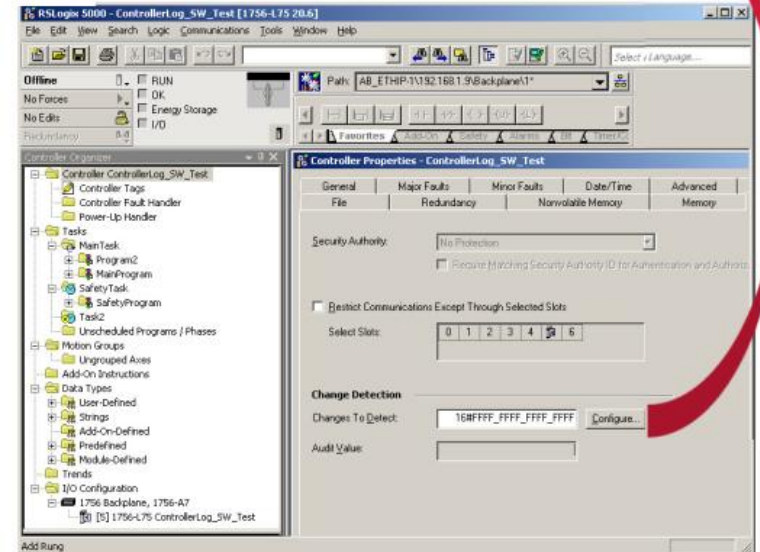 RSLogix 5000 - ControllerLog_SW_Test [1756-L75 20.6]
File Edit View Search Logic Communications Tools Window Help
Select a Language....
Offline
RUN
OK
Energy Storage
I/O
No Forces
No Edits
Redundancy
Path: AB_ETHIP-1\192.168.1.9\Backplane\1*
Favorites Add-On Safety Alarms Bit
Controller Organizer
Controller ControllerLog_SW_Test
Controller Tags
Controller Fault Handler
Power-Up Handler
Tasks
MainTask
Program2
MainProgram
SafetyTask
SafetyProgram
Task2
Unscheduled Programs / Phases
Motion Groups
Ungrouped Axes
Add-On Instructions
Data Types
User-Defined
Strings
Add-On-Defined
Predefined
Module-Defined
Trends
I/O Configuration
1756 Backplane, 1756-A7
[5] 1756-L75 ControllerLog_SW_Test
Controller Properties - ControllerLog_SW_Test
General Major Faults Minor Faults Date/Time Advanced
File Redundancy Nonvolatile Memory Memory
Security Authority: No Protection
Require Matching Security Authority ID for Authentication and
Restrict Communications Except Through Selected Slots
Select Slots: 0 1 2 3 4 6
Change Detection
Changes To Detect: 16#FFFF_FFFF_FFFF_FFFF Configure...
Audit Value:
Add Rung